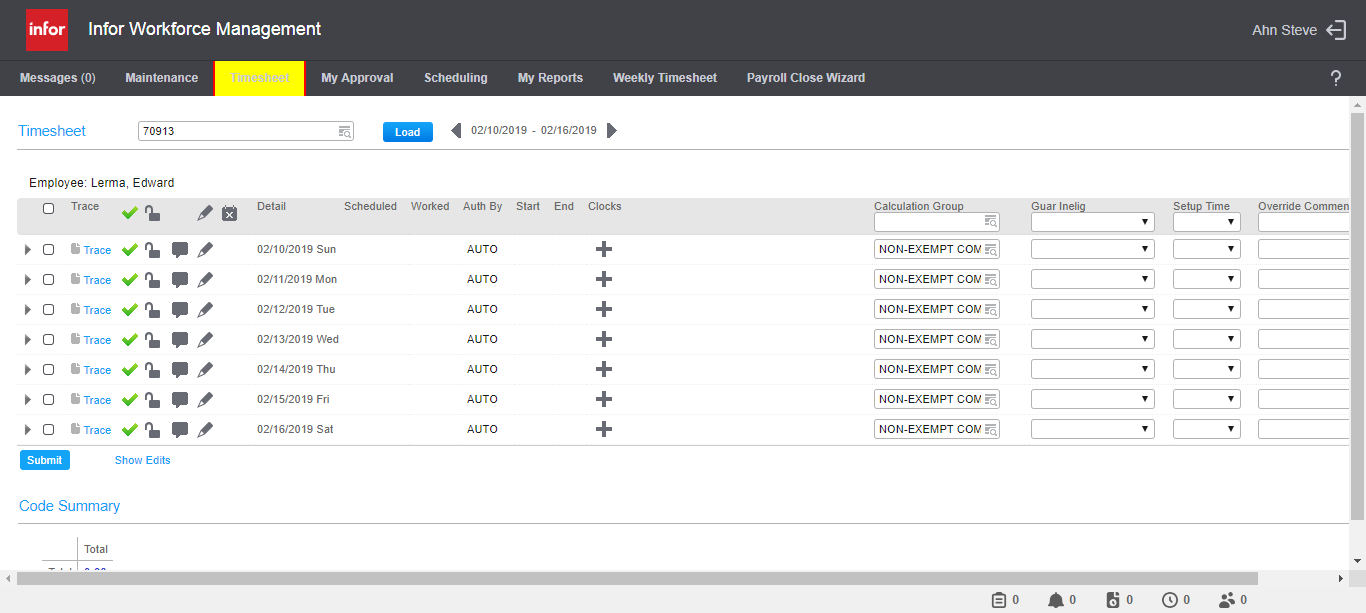 infor Infor Workforce Management Ahn Steve
Messages (0) Maintenance Timesheet My Approval Scheduling My Reports Weekly Timesheet Payroll Close Wizard ?
Timesheet 70913 Load 02/10/2019 - 02/16/2019
Employee: Lerma, Edward
Trace Detail Scheduled Worked Auth By Start End Clocks Calculation Group Guar Inelig Setup Time Override Commen
Trace 02/10/2019 Sun AUTO NON-EXEMPT COM
Trace 02/11/2019 Mon AUTO NON-EXEMPT COM
Trace 02/12/2019 Tue AUTO NON-EXEMPT COM
Trace 02/13/2019 Wed AUTO NON-EXEMPT COM
Trace 02/14/2019 Thu AUTO NON-EXEMPT COM
Trace 02/15/2019 Fri AUTO NON-EXEMPT COM
Trace 02/16/2019 Sat AUTO NON-EXEMPT COM
Submit Show Edits
Code Summary
Total
0 0 0 0 0